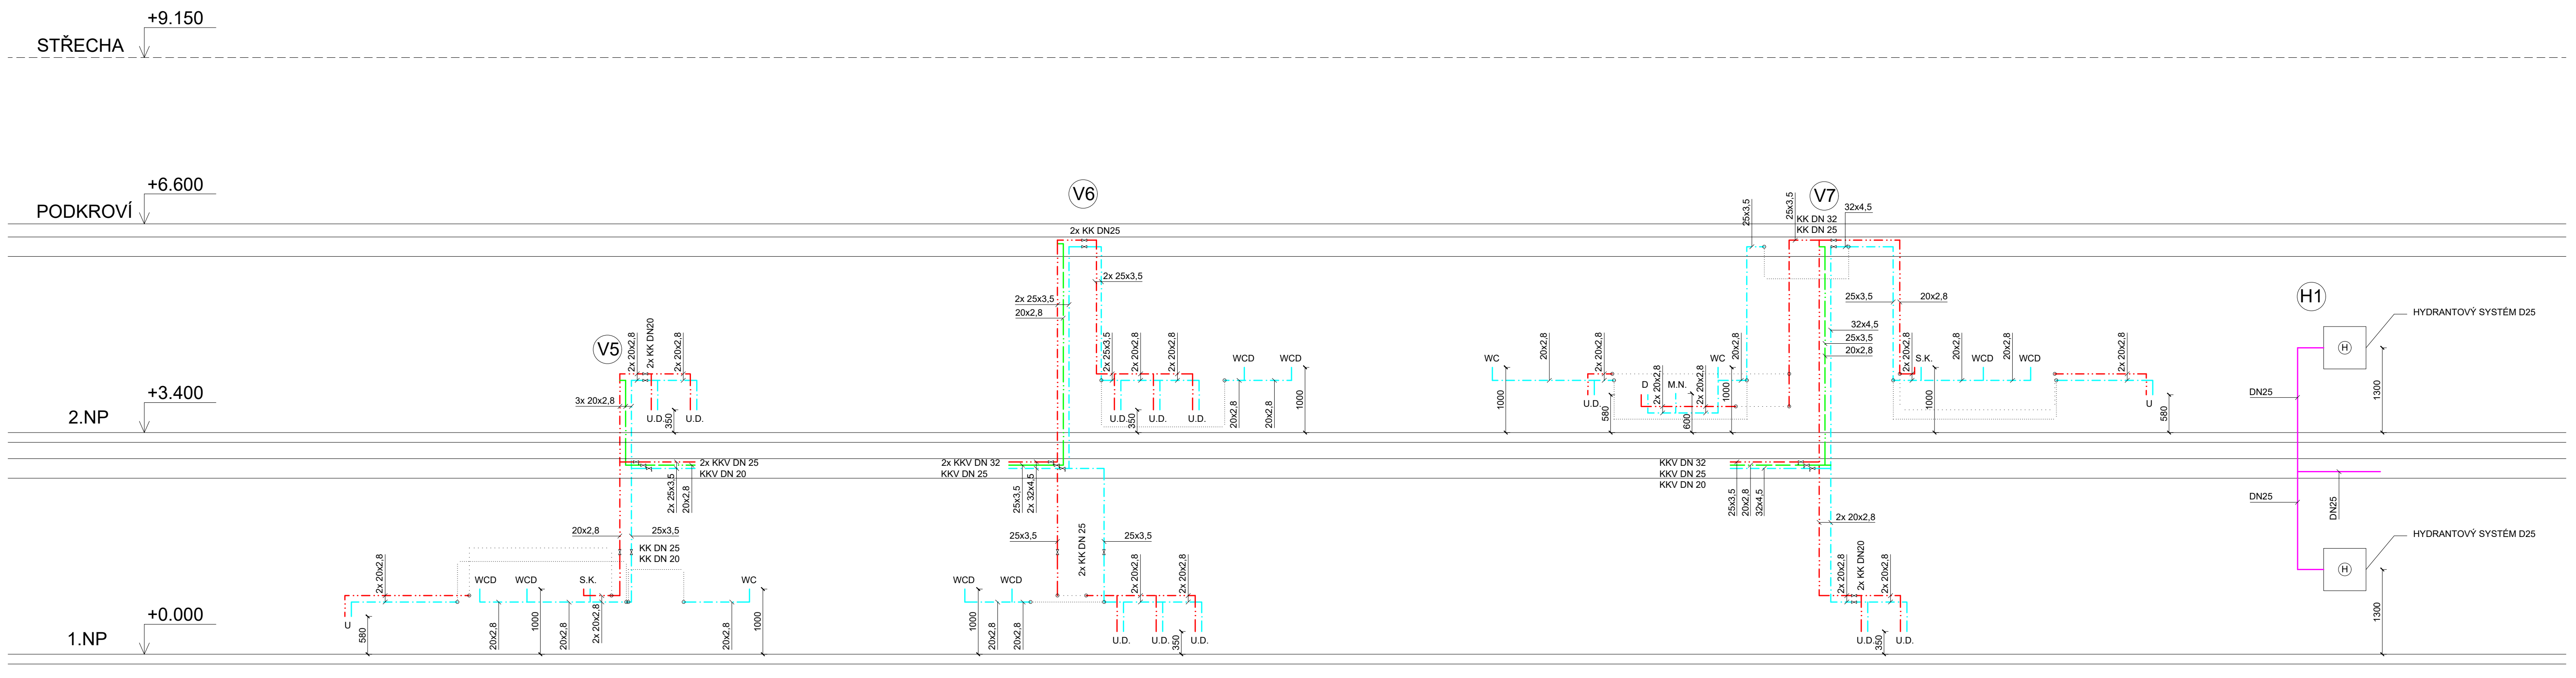 +9.150
STŘECHA
+6.600
PODKROVÍ
+3.400
2.NP
+0.000
1.NP
V5
2x 20x2,8
2x KK DN20
2x 20x2,8
3x 20x2,8
U.D.
U.D.
350
2x KKV DN 25
KKV DN 20
2x 25x3,5
20x2,8
20x2,8
25x3,5
KK DN 25
KK DN 20
2x 20x2,8
WCD
WCD
S.K.
WC
U
580
20x2,8
1000
20x2,8
2x 20x2,8
20x2,8
1000
V6
2x KK DN25
2x 25x3,5
2x 25x3,5
20x2,8
25x3,5
2x 20x2,8
2x 20x2,8
WCD
WCD
U.D.
U.D.
U.D.
350
20x2,8
20x2,8
1000
2x KKV DN 32
KKV DN 25
25x3,5
2x 32x4,5
25x3,5
2x KK DN 25
25x3,5
WCD
WCD
1000
20x2,8
20x2,8
2x 20x2,8
2x 20x2,8
U.D.
U.D.
U.D.
350
V7
25x3,5
25x3,5
KK DN 32
KK DN 25
32x4,5
25x3,5
20x2,8
32x4,5
25x3,5
20x2,8
WC
20x2,8
2x 20x2,8
1000
U.D.
580
D
2x 20x2,8
M.N.
2x 20x2,8
WC
20x2,8
1000
600
2x 20x2,8
S.K.
20x2,8
WCD
20x2,8
WCD
2x 20x2,8
1000
U
580
KKV DN 32
KKV DN 25
KKV DN 20
25x3,5
20x2,8
32x4,5
2x 20x2,8
2x 20x2,8
2x KK DN20
2x 20x2,8
U.D.
U.D.
350
H1
H
HYDRANTOVÝ SYSTÉM D25
DN25
1300
DN25
DN25
H
HYDRANTOVÝ SYSTÉM D25
1300